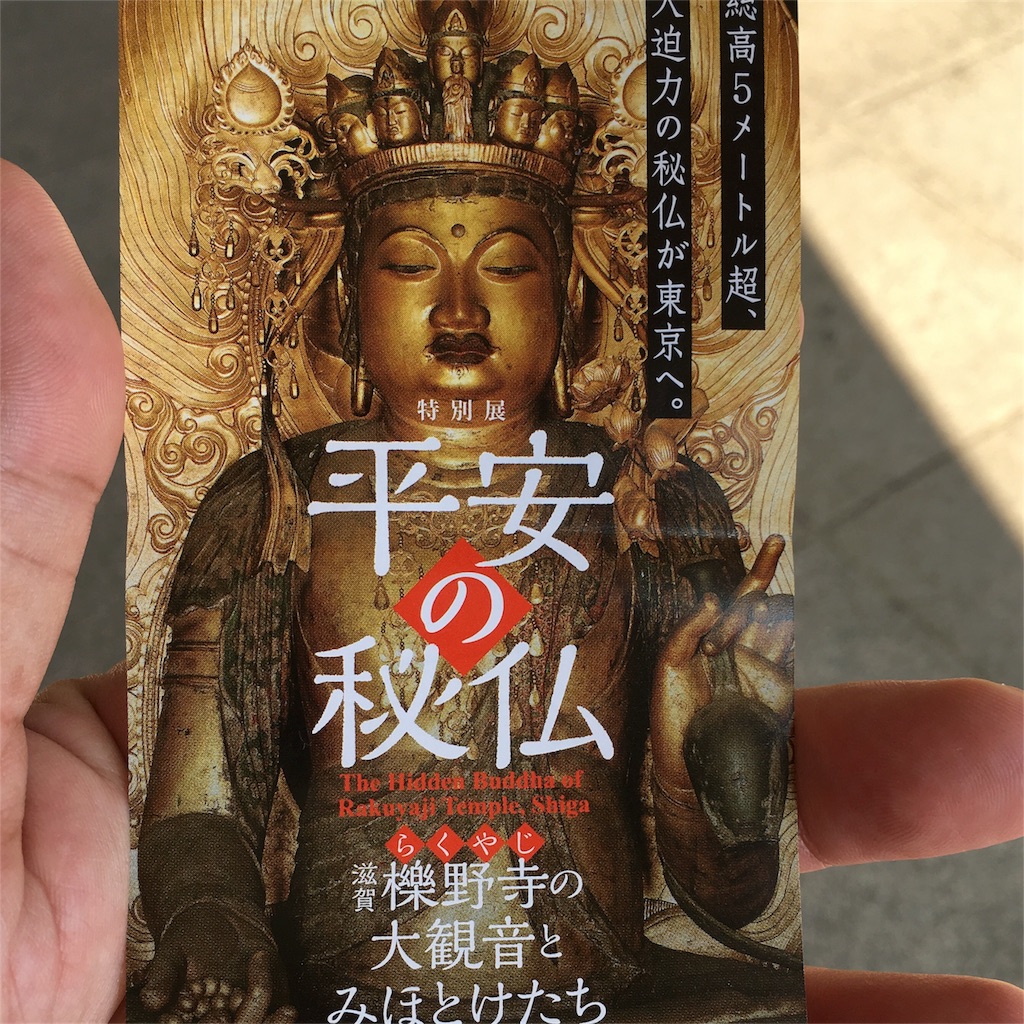 総高5メートル超、
大迫力の秘仏が東京へ。
特別展
平安
の
秘仏
The Hidden Buddha of
Rakuyaji Temple, Shiga
らくやじ
滋賀 櫟野寺の
大観音と
みほとけたち